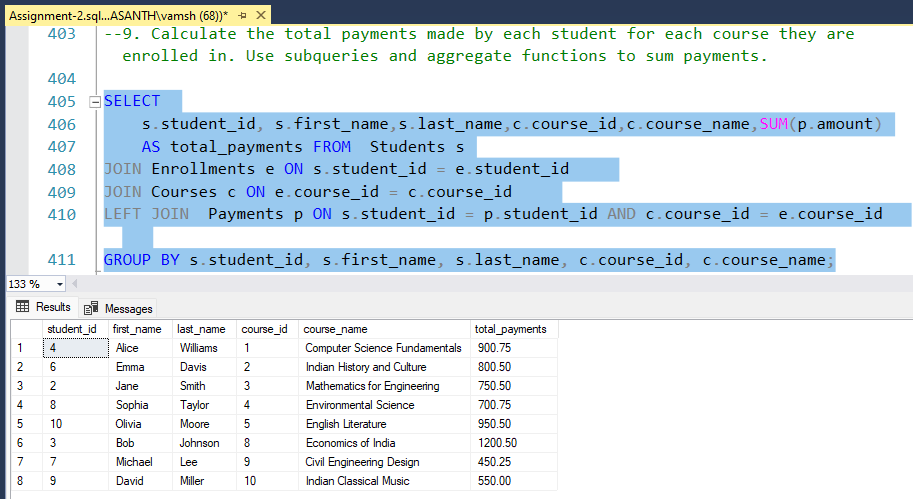 Assignment-2.sql...ASANTH\vamsh (68))*
403 --9. Calculate the total payments made by each student for each course they are
enrolled in. Use subqueries and aggregate functions to sum payments.
404
405 SELECT
406 s.student_id, s.first_name,s.last_name,c.course_id,c.course_name,SUM(p.amount)
407 AS total_payments FROM  Students s
408 JOIN Enrollments e ON s.student_id = e.student_id
409 JOIN Courses c ON e.course_id = c.course_id
410 LEFT JOIN  Payments p ON s.student_id = p.student_id AND c.course_id = e.course_id
411 GROUP BY s.student_id, s.first_name, s.last_name, c.course_id, c.course_name;
133 %
Results Messages
student_id first_name last_name course_id course_name total_payments
1 4 Alice Williams 1 Computer Science Fundamentals 900.75
2 6 Emma Davis 2 Indian History and Culture 800.50
3 2 Jane Smith 3 Mathematics for Engineering 750.50
4 8 Sophia Taylor 4 Environmental Science 700.75
5 10 Olivia Moore 5 English Literature 950.50
6 3 Bob Johnson 8 Economics of India 1200.50
7 7 Michael Lee 9 Civil Engineering Design 450.25
8 9 David Miller 10 Indian Classical Music 550.00